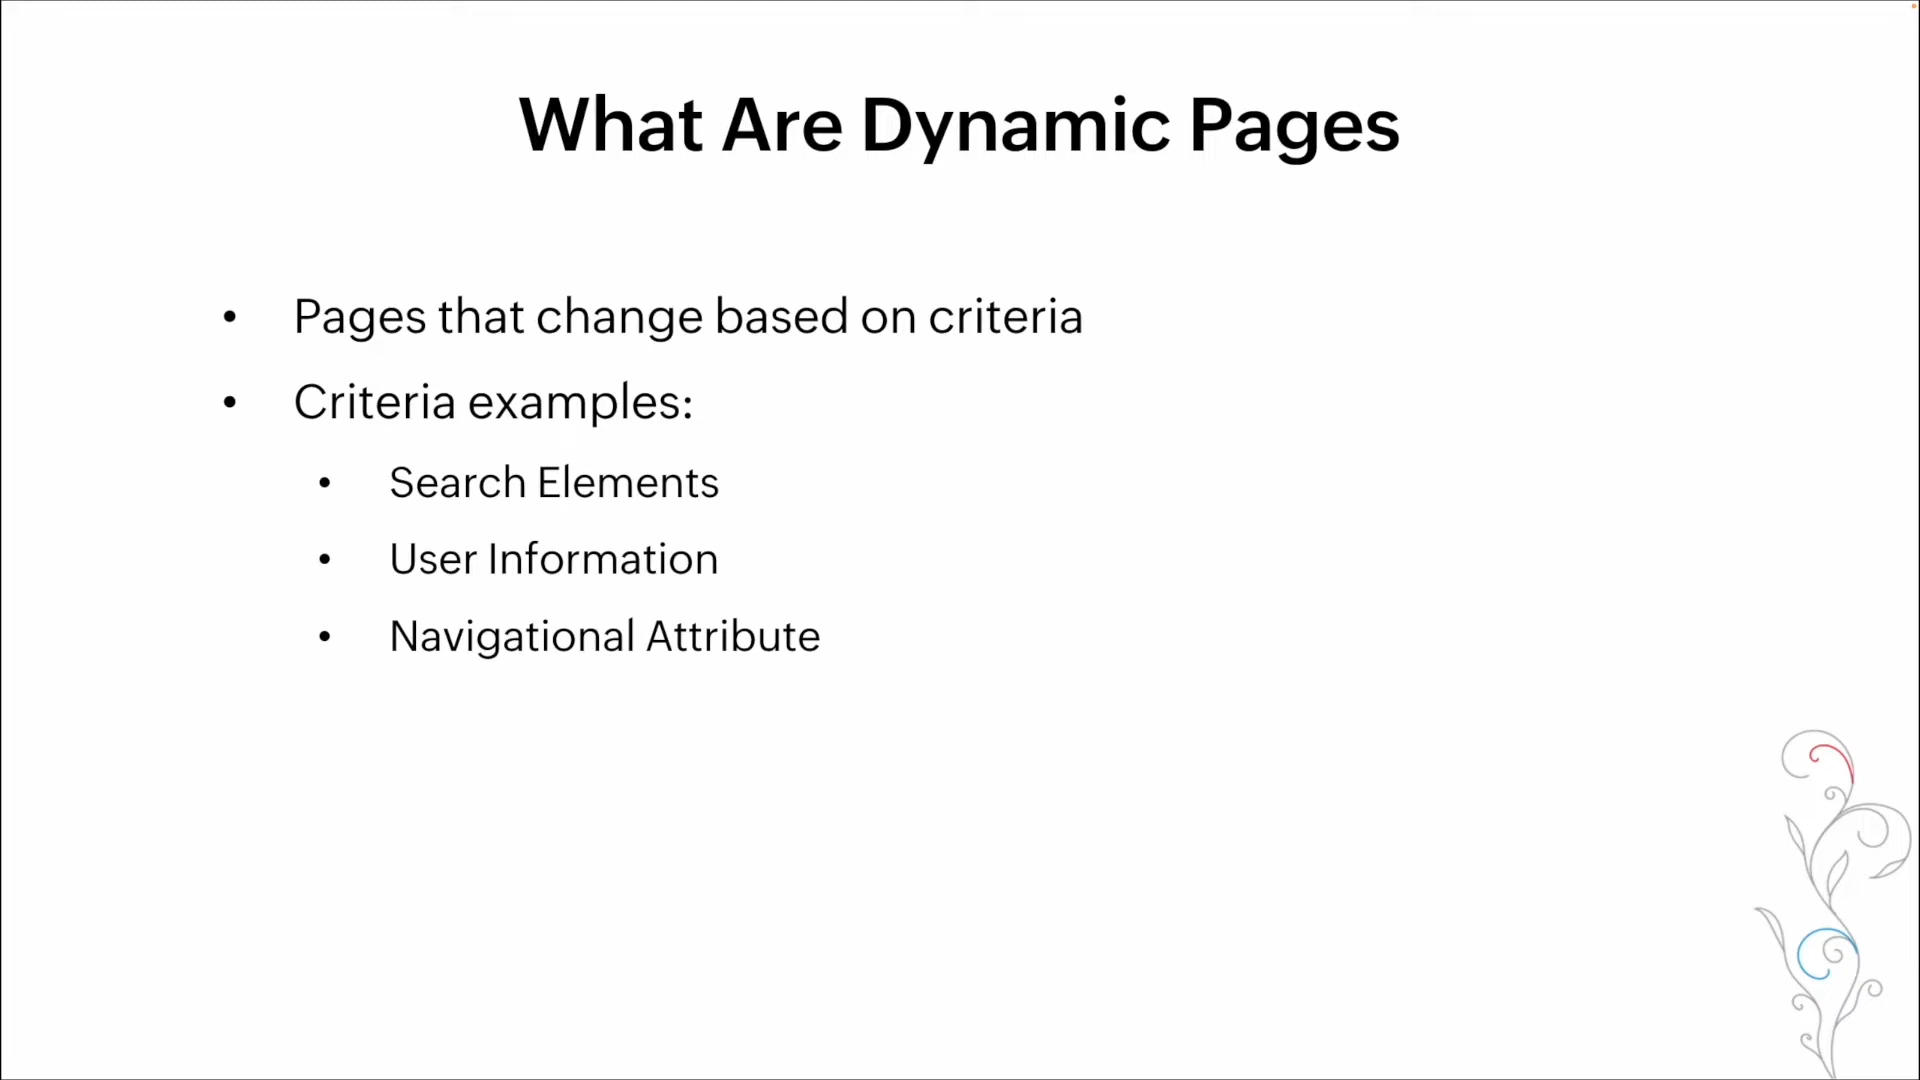 What Are Dynamic Pages
• Pages that change based on criteria
• Criteria examples:
• Search Elements
• User Information
• Navigational Attribute